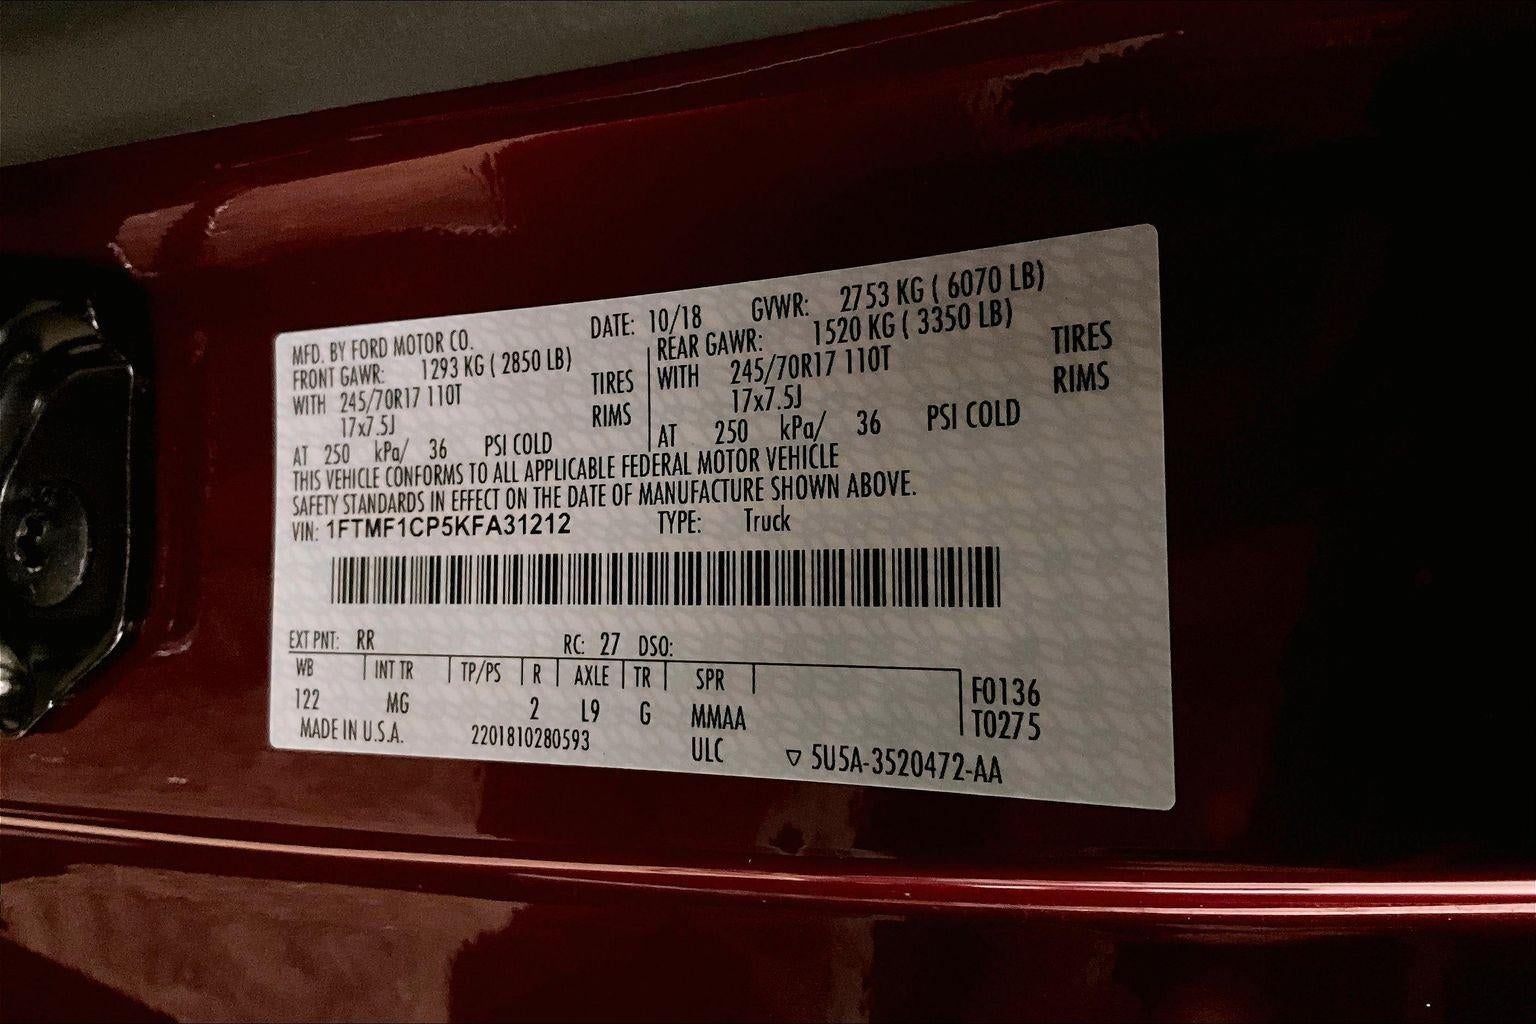 MFD. BY FORD MOTOR CO.
DATE: 10/18 GVWR: 2753 KG ( 6070 LB)
FRONT GAWR: 1293 KG ( 2850 LB)
WITH 245/70R17 110T TIRES
17x7.5J RIMS
AT 250 kPa/ 36 PSI COLD
REAR GAWR: 1520 KG ( 3350 LB)
WITH 245/70R17 110T TIRES
17x7.5J RIMS
AT 250 kPa/ 36 PSI COLD
THIS VEHICLE CONFORMS TO ALL APPLICABLE FEDERAL MOTOR VEHICLE
SAFETY STANDARDS IN EFFECT ON THE DATE OF MANUFACTURE SHOWN ABOVE.
VIN: 1FTMF1CP5KFA31212 TYPE: Truck
EXT PNT: RR RC: 27 DSO:
WB INT TR TP/PS R AXLE TR SPR
122 MG 2 L9 G MMAA
F0136
T0275
MADE IN U.S.A. 2201810280593 ULC ▽ 5U5A-3520472-AA